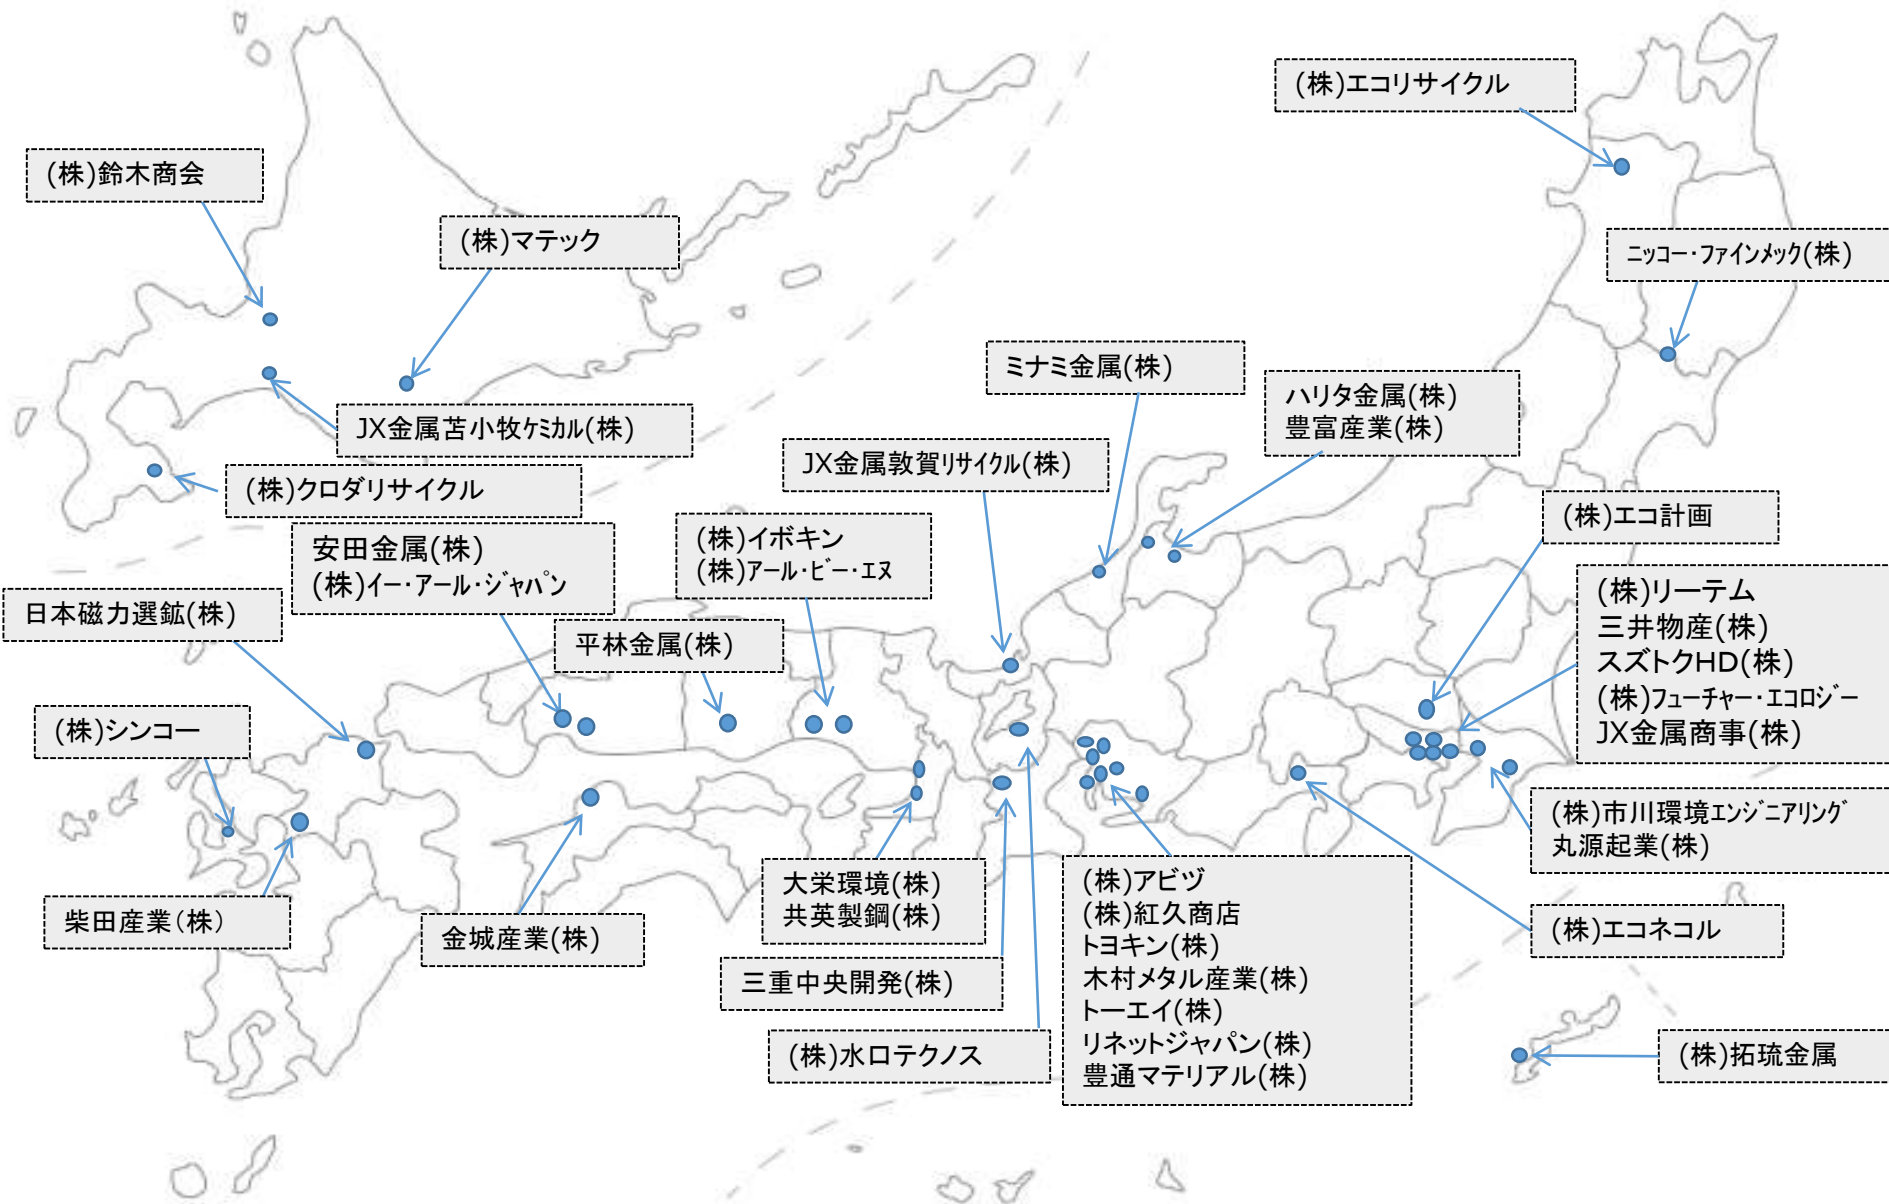 (株)エコリサイクル
(株)鈴木商会
(株)マテック
ニッコー・ファインメック(株)
ミナミ金属(株)
ハリタ金属(株)
豊富産業(株)
JX金属苫小牧ケミカル(株)
JX金属敦賀リサイクル(株)
(株)クロダリサイクル
(株)エコ計画
安田金属(株)
(株)イー・アール・ジャパン
(株)イボキン
(株)アール・ビー・エヌ
(株)リーテム
三井物産(株)
スズトクHD(株)
(株)フューチャー・エコロジー
JX金属商事(株)
日本磁力選鉱(株)
平林金属(株)
(株)シンコー
(株)市川環境エンジニアリング
丸源起業(株)
大栄環境(株)
共英製鋼(株)
(株)アビヅ
(株)紅久商店
トヨキン(株)
木村メタル産業(株)
トーエイ(株)
リネットジャパン(株)
豊通マテリアル(株)
柴田産業(株)
金城産業(株)
(株)エコネコル
三重中央開発(株)
(株)水口テクノス
(株)拓琉金属